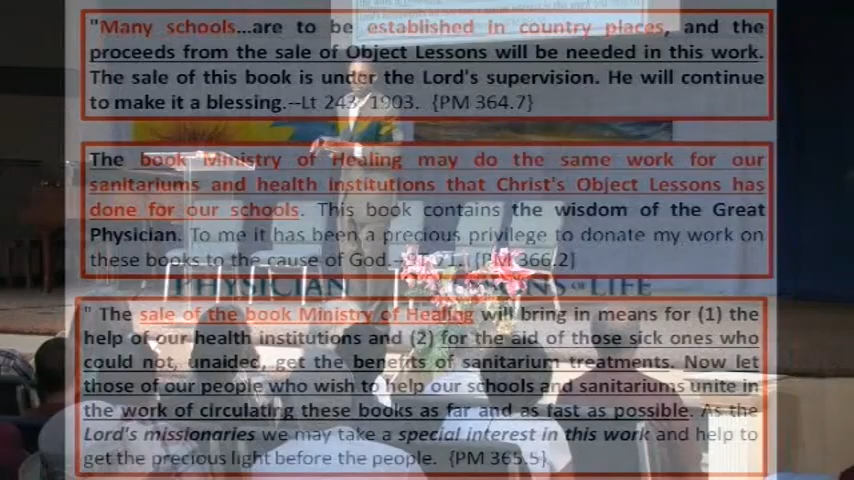 "Many schools...are to be established in country places, and the
proceeds from the sale of Object Lessons will be needed in this work.
The sale of this book is under the Lord's supervision. He will continue
to make it a blessing.--Lt 243, 1903. {PM 364.7}
The book Ministry of Healing may do the same work for our
sanitariums and health institutions that Christ's Object Lessons has
done for our schools. This book contains the wisdom of the Great
Physician. To me it has been a precious privilege to donate my work on
these books to the cause of God.--9T 71. {PM 366.2}
PHYSICIAN LESSONS OF LIFE
" The sale of the book Ministry of Healing will bring in means for (1) the
help of our health institutions and (2) for the aid of those sick ones who
could not, unaided, get the benefits of sanitarium treatments. Now let
those of our people who wish to help our schools and sanitariums unite in
the work of circulating these books as far and as fast as possible. As the
Lord's missionaries we may take a special interest in this work and help to
get the precious light before the people. {PM 365.5}